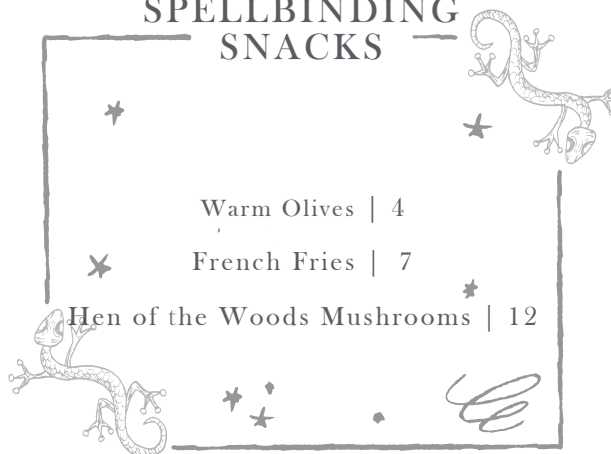 SPELLBINDING
SNACKS
Warm Olives | 4
French Fries | 7
Hen of the Woods Mushrooms | 12